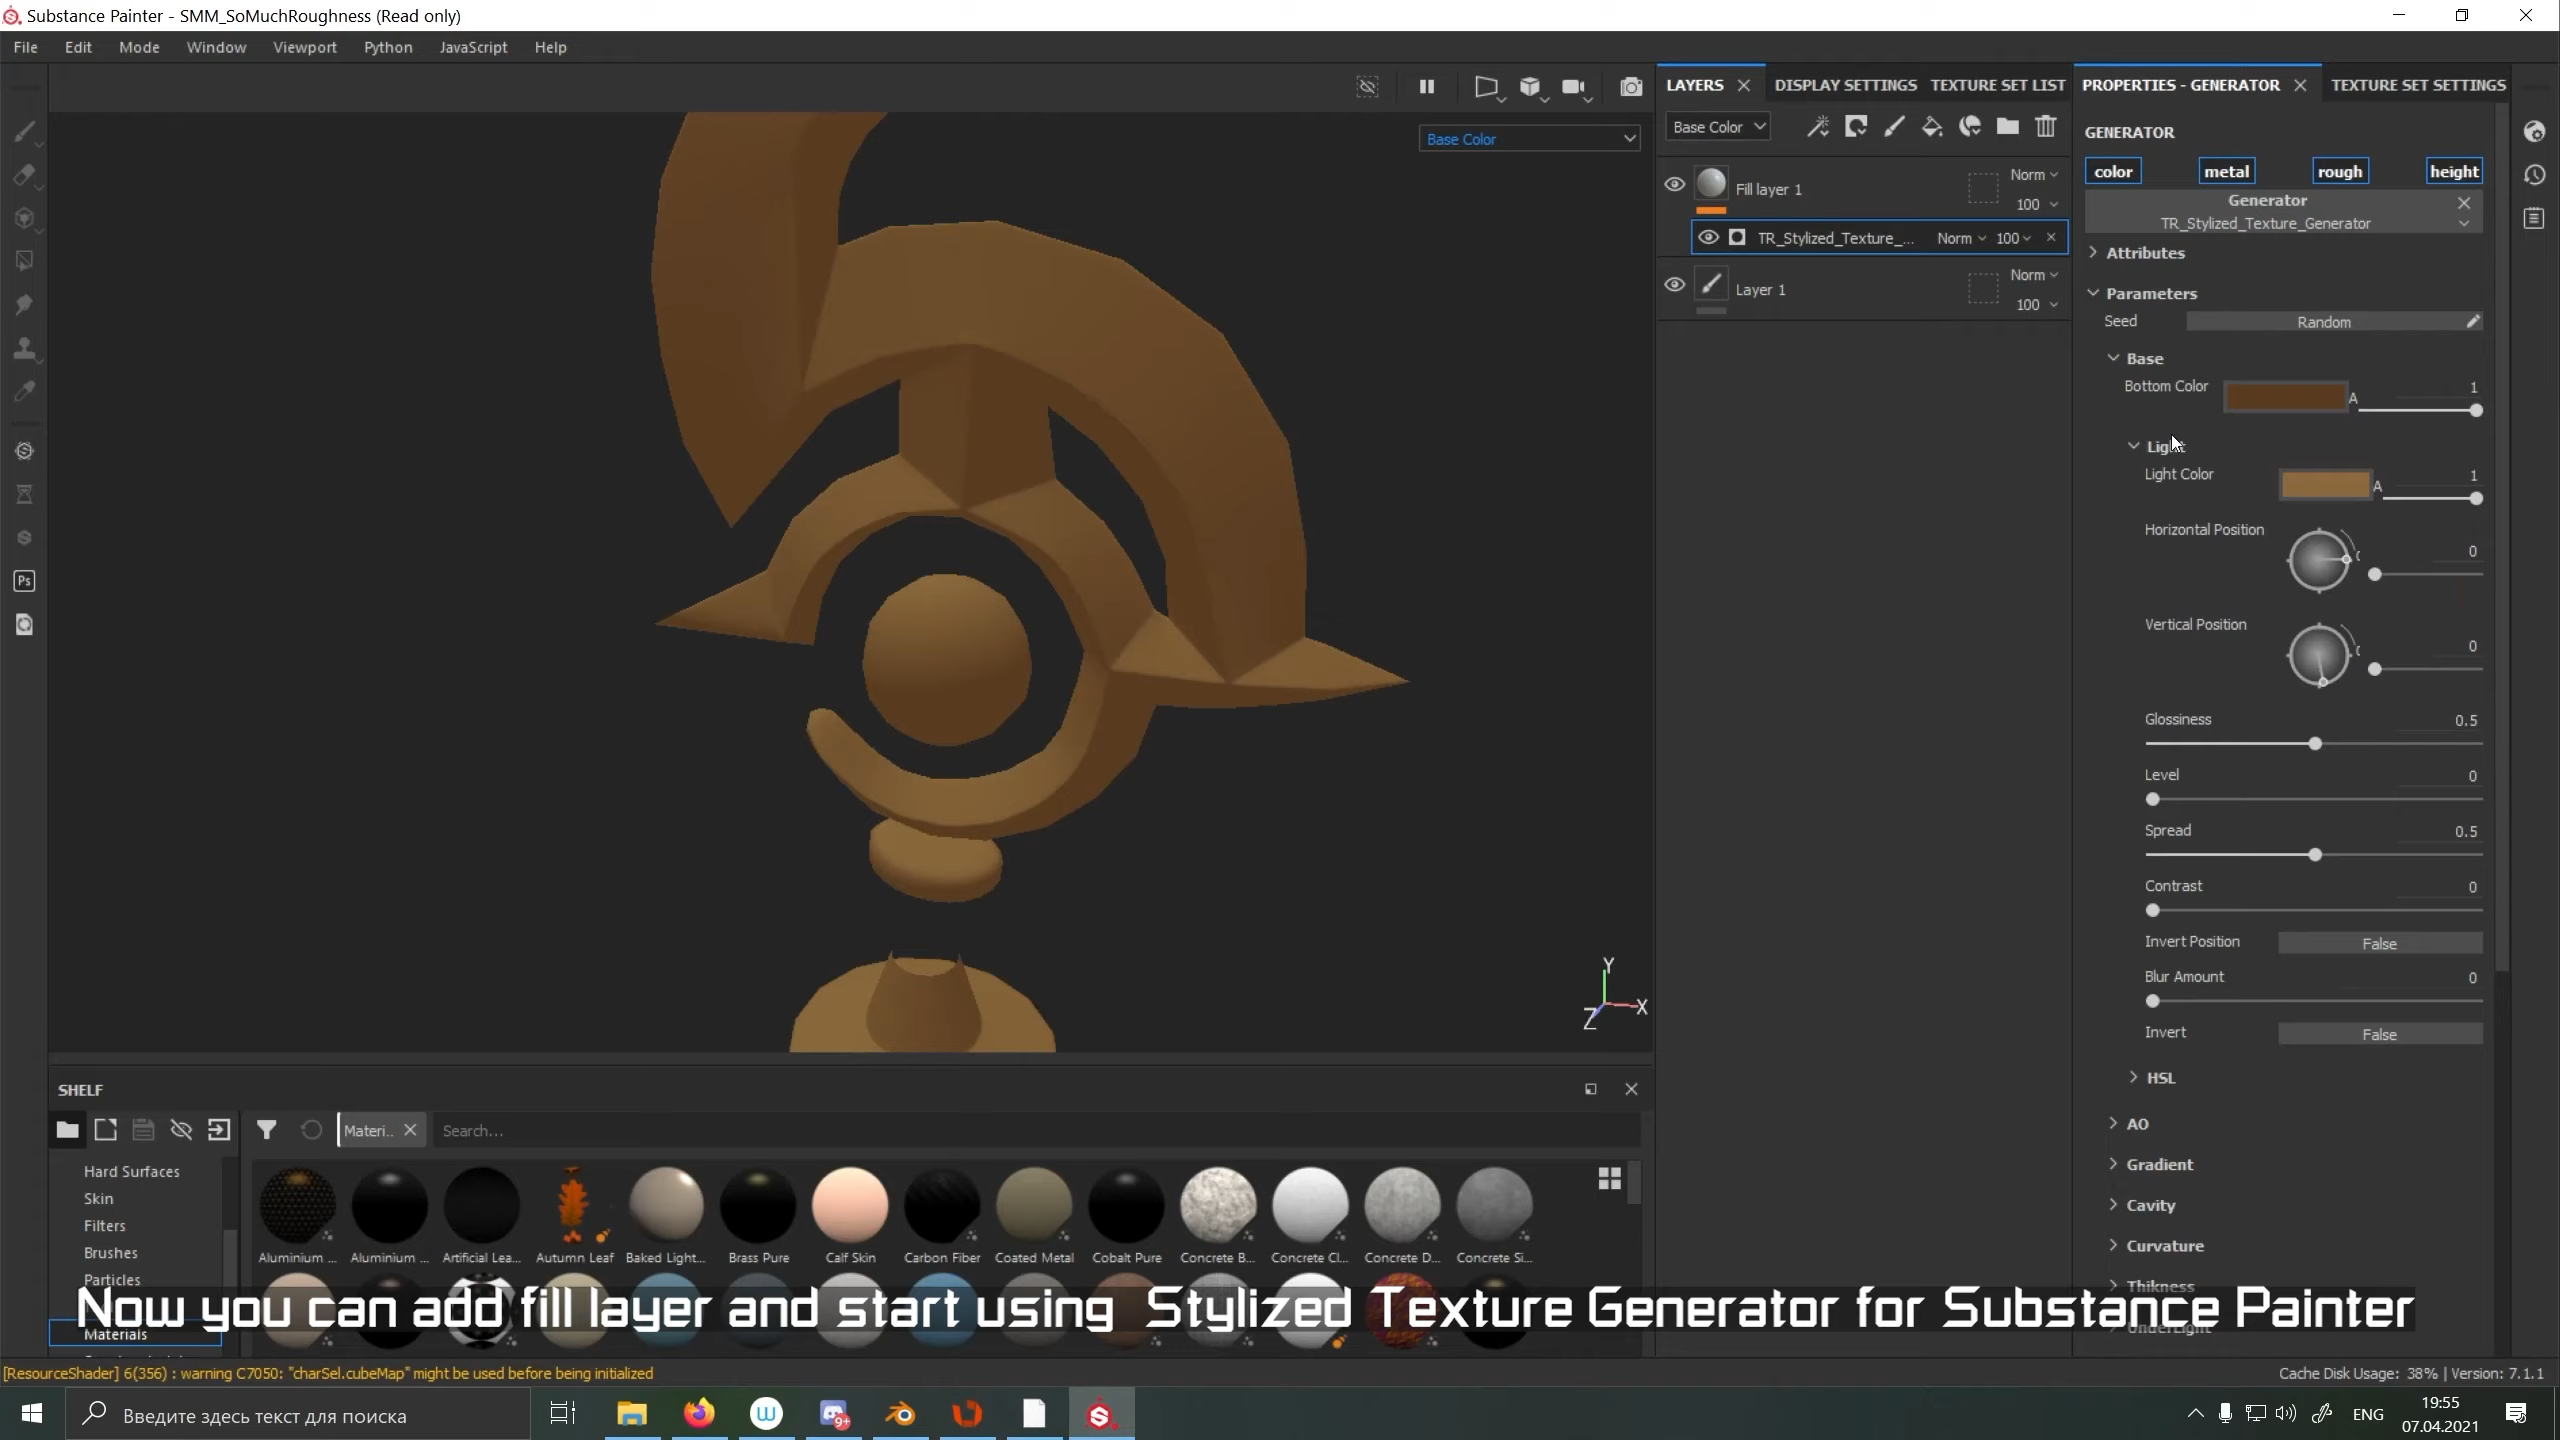 Substance Painter - SMM_SoMuchRoughness (Read only)
File Edit Mode Window Viewport Python JavaScript Help
LAYERS DISPLAY SETTINGS TEXTURE SET LIST
PROPERTIES - GENERATOR TEXTURE SET SETTINGS
Base Color
Base Color
Fill layer 1
Norm
100
TR_Stylized_Texture_... Norm 100
Layer 1
Norm
100
GENERATOR
color metal rough height
Generator
TR_Stylized_Texture_Generator
Attributes
Parameters
Seed Random
Base
Bottom Color A 1
Light
Light Color A 1
Horizontal Position 0
Vertical Position 0
Glossiness 0.5
Level 0
Spread 0.5
Contrast 0
Invert Position False
Blur Amount 0
Invert False
HSL
AO
Gradient
Cavity
Curvature
Thikness
UnderLight
Y
X
Z
SHELF
Materi.. Search...
Hard Surfaces
Skin
Filters
Brushes
Particles
Materials
Aluminium ... Aluminium ... Artificial Lea... Autumn Leaf Baked Light... Brass Pure Calf Skin Carbon Fiber Coated Metal Cobalt Pure Concrete B... Concrete Cl... Concrete D... Concrete Si...
Now you can add fill layer and start using Stylized Texture Generator for Substance Painter
[ResourceShader] 6(356) : warning C7050: "charSel.cubeMap" might be used before being initialized
Cache Disk Usage: 38% | Version: 7.1.1
Введите здесь текст для поиска
Ps
9+
ENG
19:55
07.04.2021